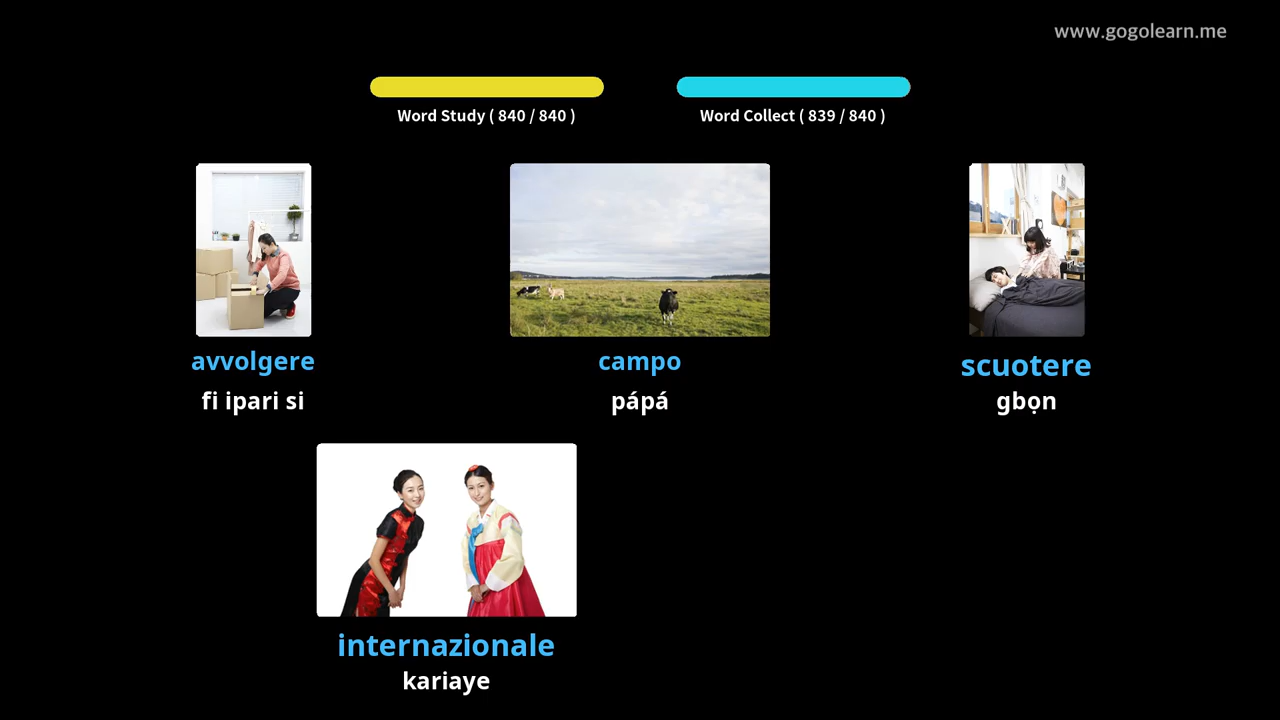 www.gogolearn.me
Word Study ( 840 / 840 )
Word Collect ( 839 / 840 )
avvolgere
campo
scuotere
fi ipari si
pápá
gbọn
internazionale
kariaye